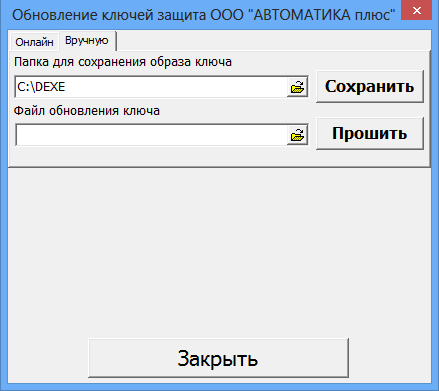 Обновление ключей защита ООО "АВТОМАТИКА плюс"
Онлайн Вручную
Папка для сохранения образа ключа
C:\DEXE Сохранить
Файл обновления ключа
Прошить
Закрыть